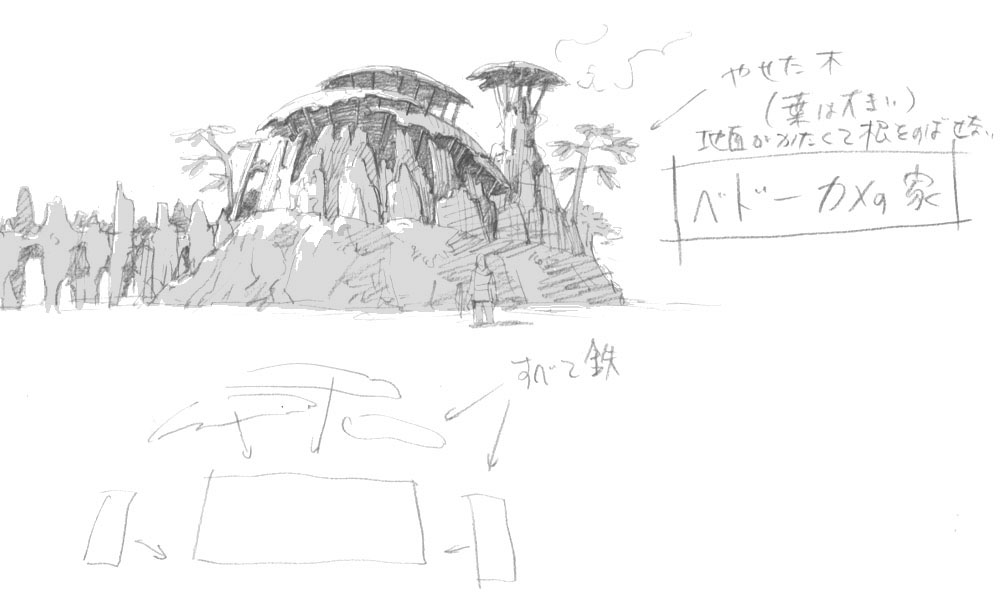 やせた木
(葉は大きい)
地面がかたくて根をのばせない
ベドーカメの家
すべて鉄